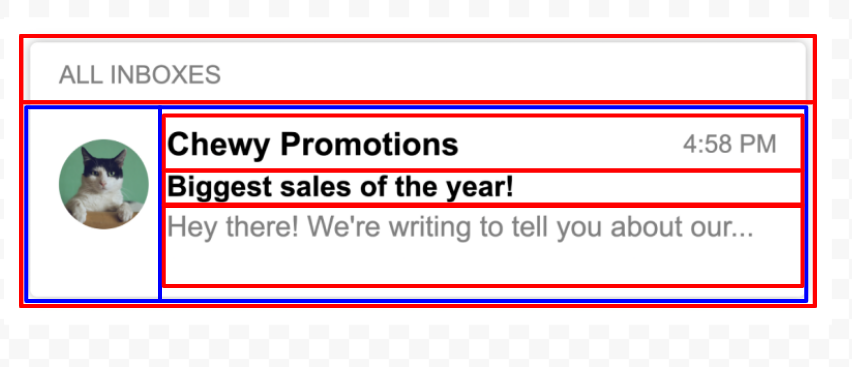 ALL INBOXES
Chewy Promotions 4:58 PM
Biggest sales of the year!
Hey there! We're writing to tell you about our...